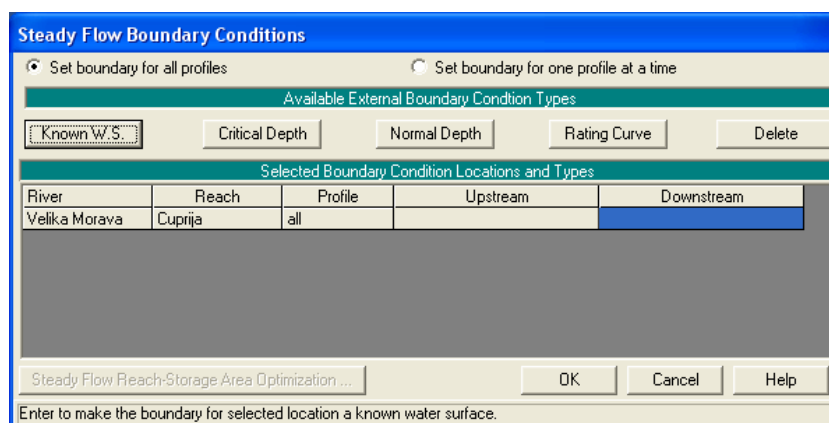 Steady Flow Boundary Conditions
Set boundary for all profiles Set boundary for one profile at a time
Available External Boundary Condtion Types
Known W.S. Critical Depth Normal Depth Rating Curve Delete
Selected Boundary Condition Locations and Types
River Reach Profile Upstream Downstream
Velika Morava Cuprija all
Steady Flow Reach-Storage Area Optimization ... OK Cancel Help
Enter to make the boundary for selected location a known water surface.